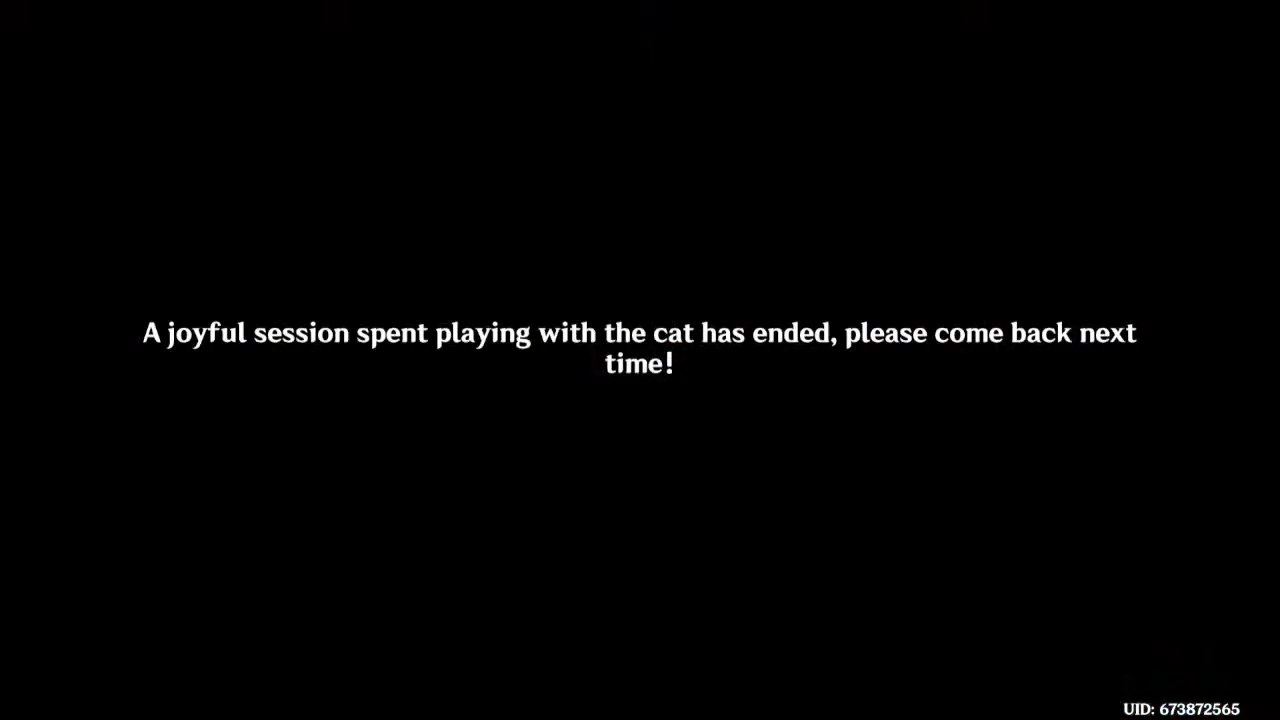 A joyful session spent playing with the cat has ended, please come back next
time!
UID: 673872565